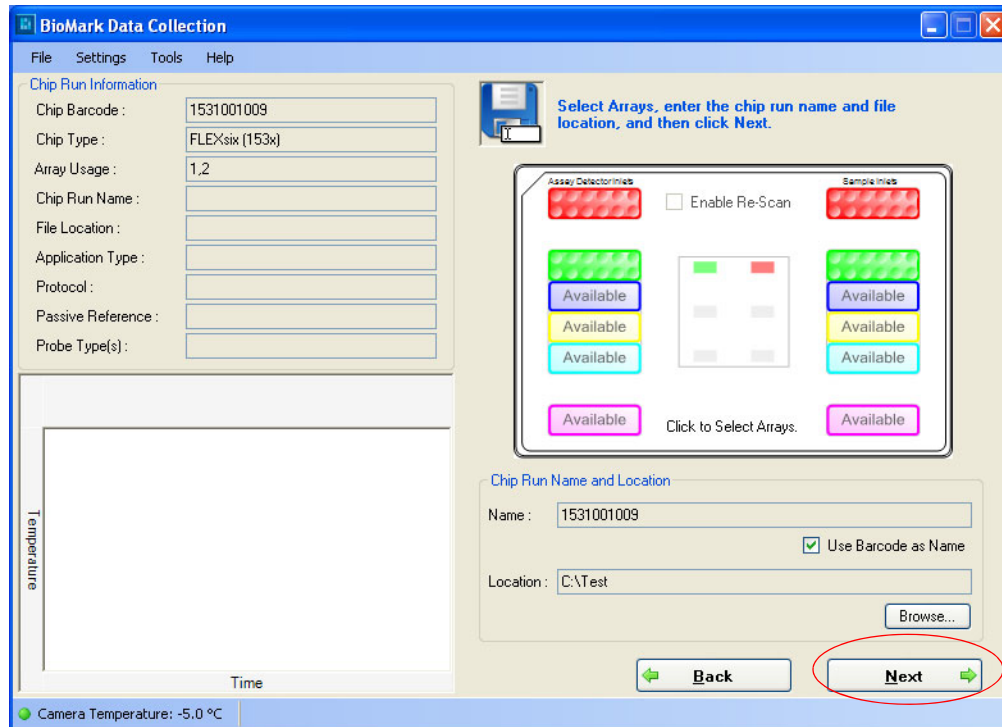 BioMark Data Collection
File Settings Tools Help
Chip Run Information
Chip Barcode : 1531001009
Chip Type : FLEXsix (153x)
Array Usage : 1,2
Chip Run Name :
File Location :
Application Type :
Protocol :
Passive Reference :
Probe Type(s) :
Temperature
Time
Select Arrays, enter the chip run name and file
location, and then click Next.
Assay Detector Inlets Sample Inlets
Enable Re-Scan
Available Available
Available Available
Available Available
Available Click to Select Arrays. Available
Chip Run Name and Location
Name : 1531001009
Use Barcode as Name
Location : C:\Test
Browse...
Back Next
Camera Temperature: -5.0 ºC